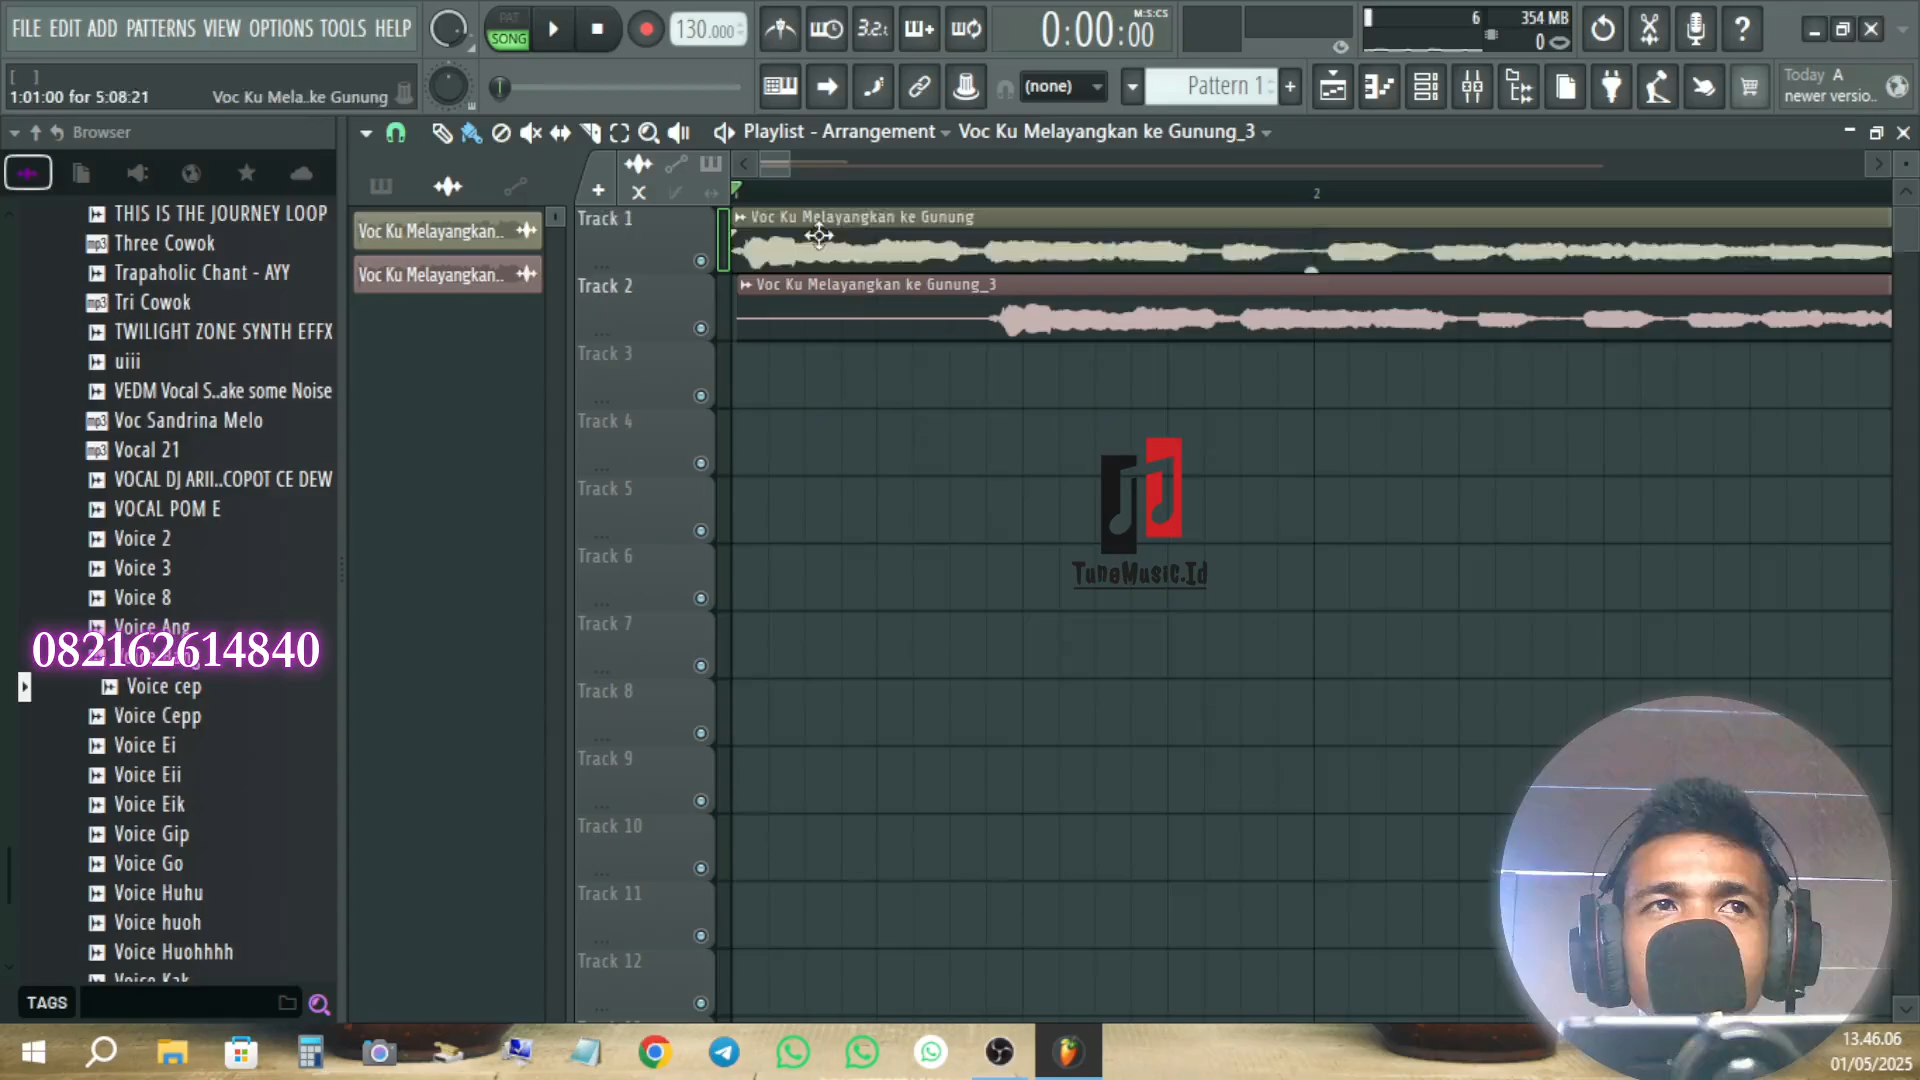 FILE EDIT ADD PATTERNS VIEW OPTIONS TOOLS HELP
PAT
SONG
130.000
3.2.
0:00:00
M:S:CS
6
354 MB
0
[ ]
1:01:00 for 5:08:21
Voc Ku Mela..ke Gunung
(none)
Pattern 1
Today A
newer versio..
Browser
Playlist - Arrangement
Voc Ku Melayangkan ke Gunung_3
2
THIS IS THE JOURNEY LOOP
Three Cowok
Trapaholic Chant - AYY
Tri Cowok
TWILIGHT ZONE SYNTH EFFX
uiii
VEDM Vocal S..ake some Noise
Voc Sandrina Melo
Vocal 21
VOCAL DJ ARII..COPOT CE DEW
VOCAL POM E
Voice 2
Voice 3
Voice 8
Voice Ang
082162614840
Voice cep
Voice Cepp
Voice Ei
Voice Eii
Voice Eik
Voice Gip
Voice Go
Voice Huhu
Voice huoh
Voice Huohhhh
Voice Kak
TAGS
Voc Ku Melayangkan..
Voc Ku Melayangkan..
Track 1
Voc Ku Melayangkan ke Gunung
Track 2
Voc Ku Melayangkan ke Gunung_3
Track 3
Track 4
Track 5
Track 6
Track 7
Track 8
Track 9
Track 10
Track 11
Track 12
TuneMusic.Id
13.46.06
01/05/2025